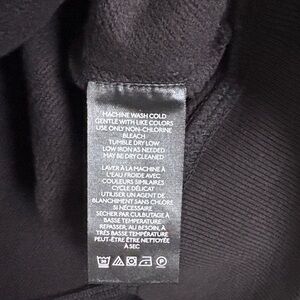 MACHINE WASH COLD
GENTLE WITH LIKE COLORS
USE ONLY NON-CHLORINE
BLEACH
TUMBLE DRY LOW
LOW IRON AS NEEDED
MAY BE DRY CLEANED
LAVER À LA MACHINE À
L'EAU FROIDE AVEC
COULEURS SIMILAIRES
CYCLE DÉLICAT
UTILISER UN AGENT DE
BLANCHIMENT SANS CHLORE
SI NÉCESSAIRE
SECHER PAR CULBUTAGE À
BASSE TEMPÉRATURE
REPASSER, AU BESOIN, À
TRÈS BASSE TEMPÉRATURE
PEUT-ÊTRE ÊTRE NETTOYÉE
À SEC